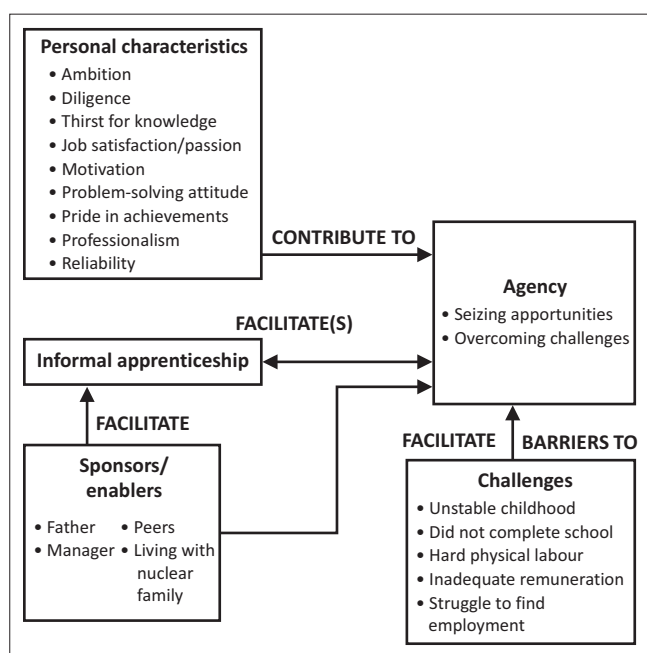 Personal characteristics
• Ambition
• Diligence
• Thirst for knowledge
• Job satisfaction/passion
• Motivation
• Problem-solving attitude
• Pride in achievements
• Professionalism
• Reliability
CONTRIBUTE TO
Agency
• Seizing apportunities
• Overcoming challenges
FACILITATE(S)
Informal apprenticeship
FACILITATE
Sponsors/
enablers
• Father
• Manager
• Peers
• Living with
nuclear
family
FACILITATE
BARRIERS TO
Challenges
• Unstable childhood
• Did not complete school
• Hard physical labour
• Inadequate remuneration
• Struggle to find
employment